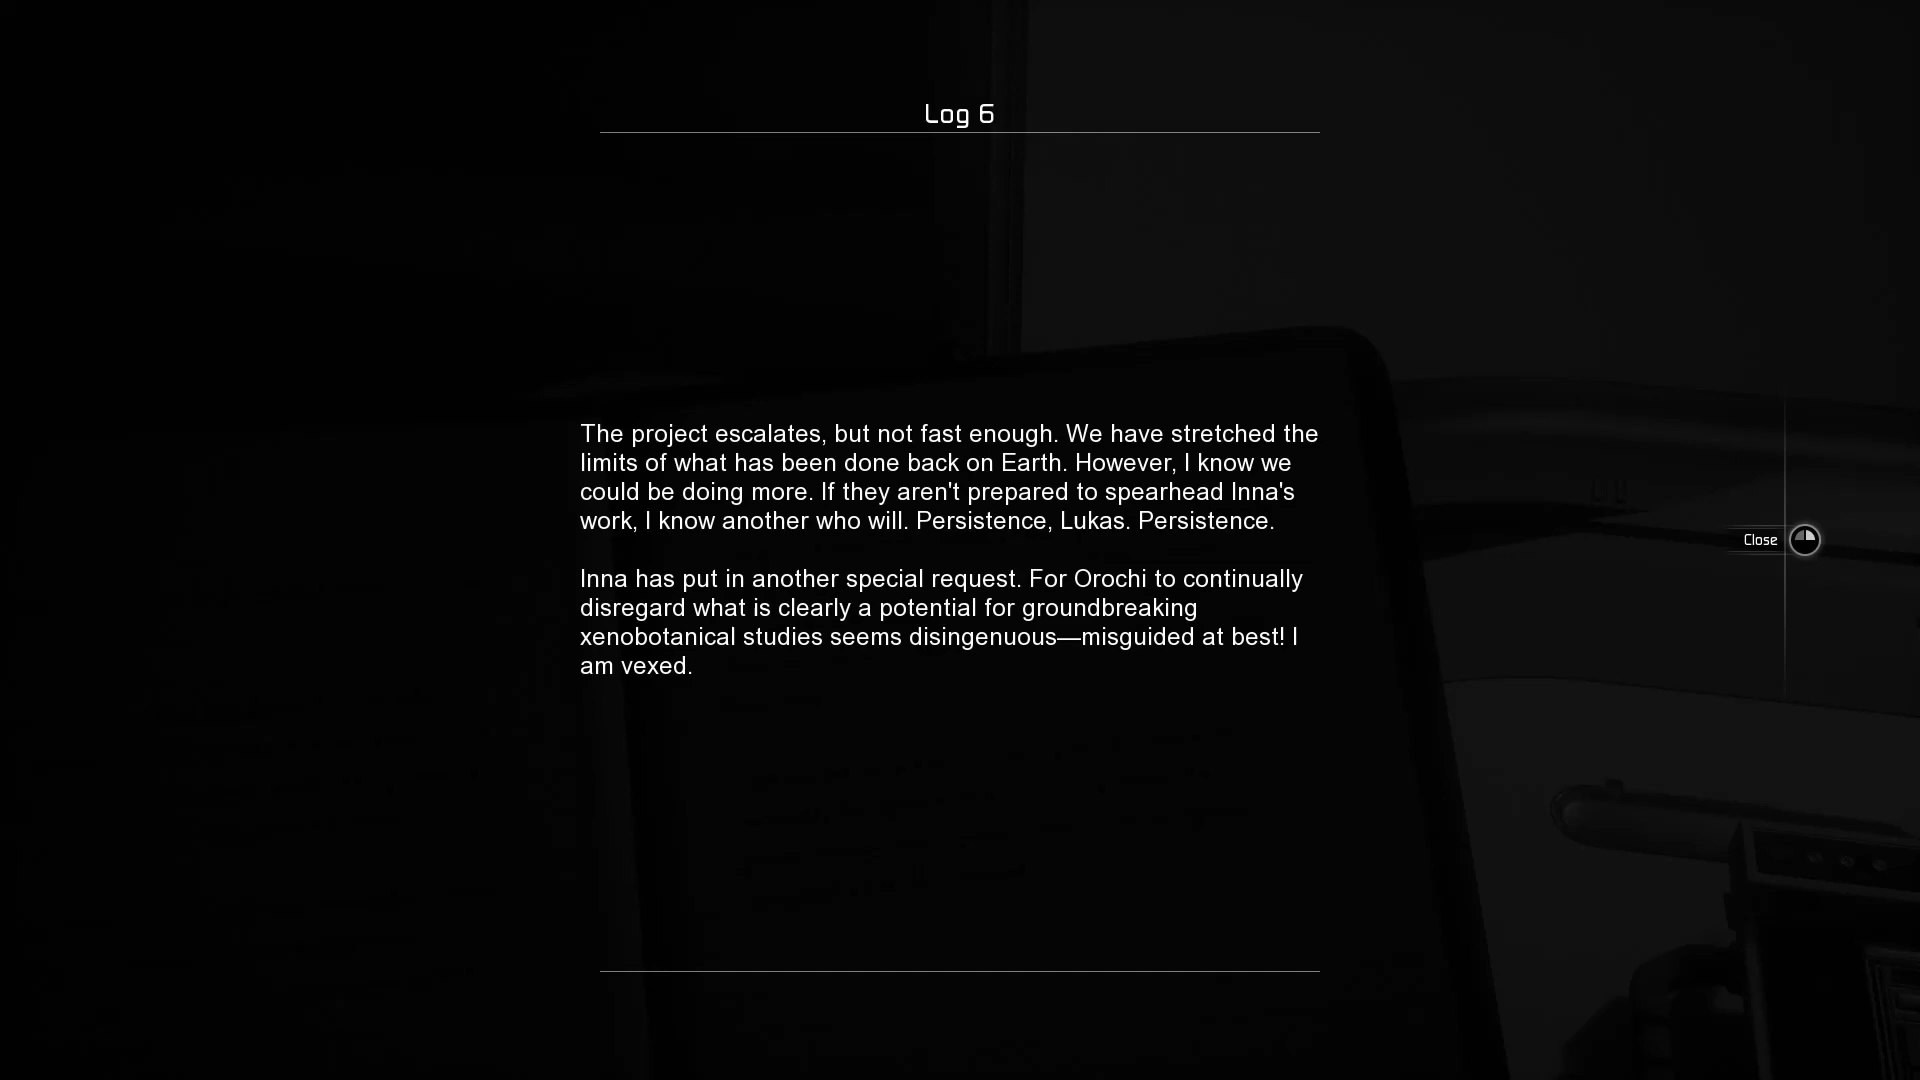 Log 6
The project escalates, but not fast enough. We have stretched the
limits of what has been done back on Earth. However, I know we
could be doing more. If they aren't prepared to spearhead Inna's
work, I know another who will. Persistence, Lukas. Persistence.
Inna has put in another special request. For Orochi to continually
disregard what is clearly a potential for groundbreaking
xenobotanical studies seems disingenuous—misguided at best! I
am vexed.
Close